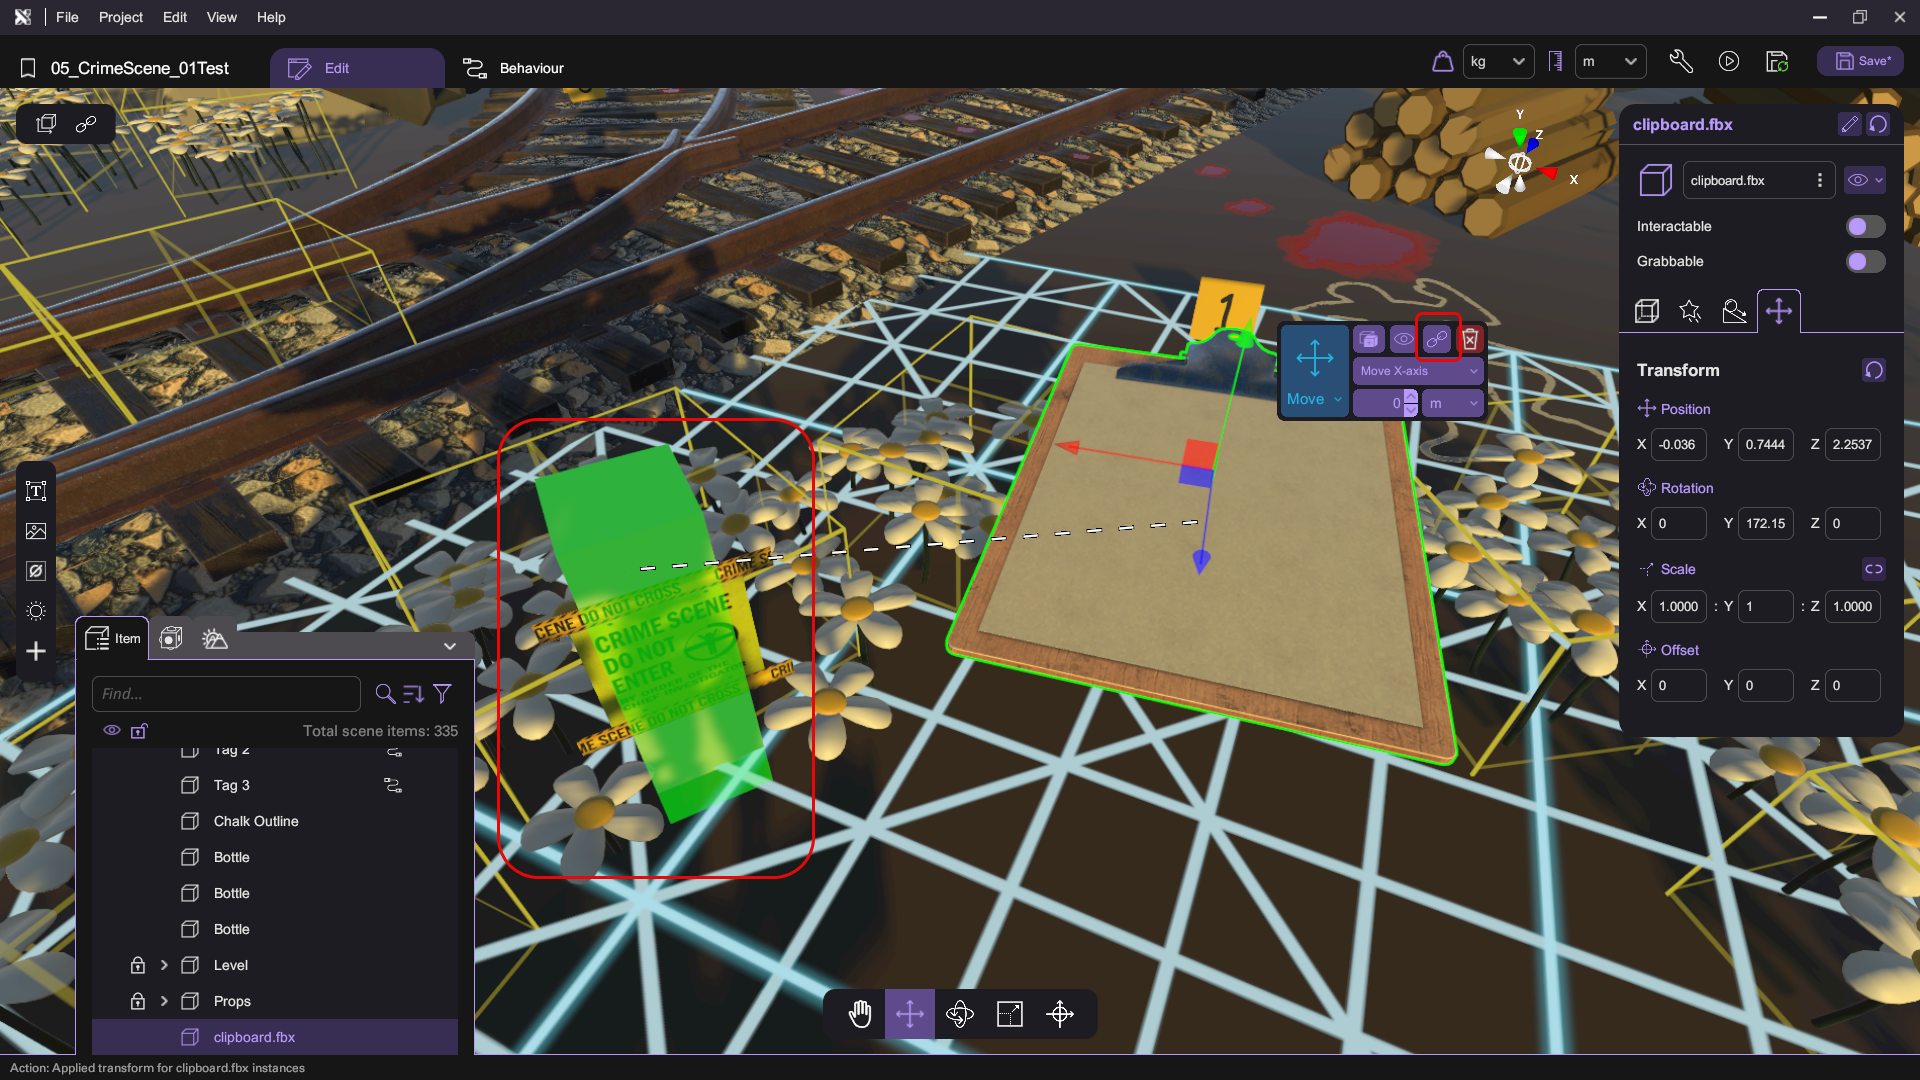 File Project Edit View Help
05_CrimeScene_01Test
Edit
Behaviour
kg
m
Save*
Y
Z
X
clipboard.fbx
clipboard.fbx
Interactable
Grabbable
1
Move
Move X-axis
0
m
Transform
Position
X -0.036 Y 0.7444 Z 2.2537
Rotation
X 0 Y 172.15 Z 0
Scale
X 1.0000 : Y 1 : Z 1.0000
Offset
X 0 Y 0 Z 0
CRIME S
CENE DO NOT CROSS
CRIME SCENE
DO NOT
ENTER
CRI
ME SCENE DO NOT CROSS
T
Item
Find...
Total scene items: 335
Tag 2
Tag 3
Chalk Outline
Bottle
Bottle
Bottle
Level
Props
clipboard.fbx
Action: Applied transform for clipboard.fbx instances